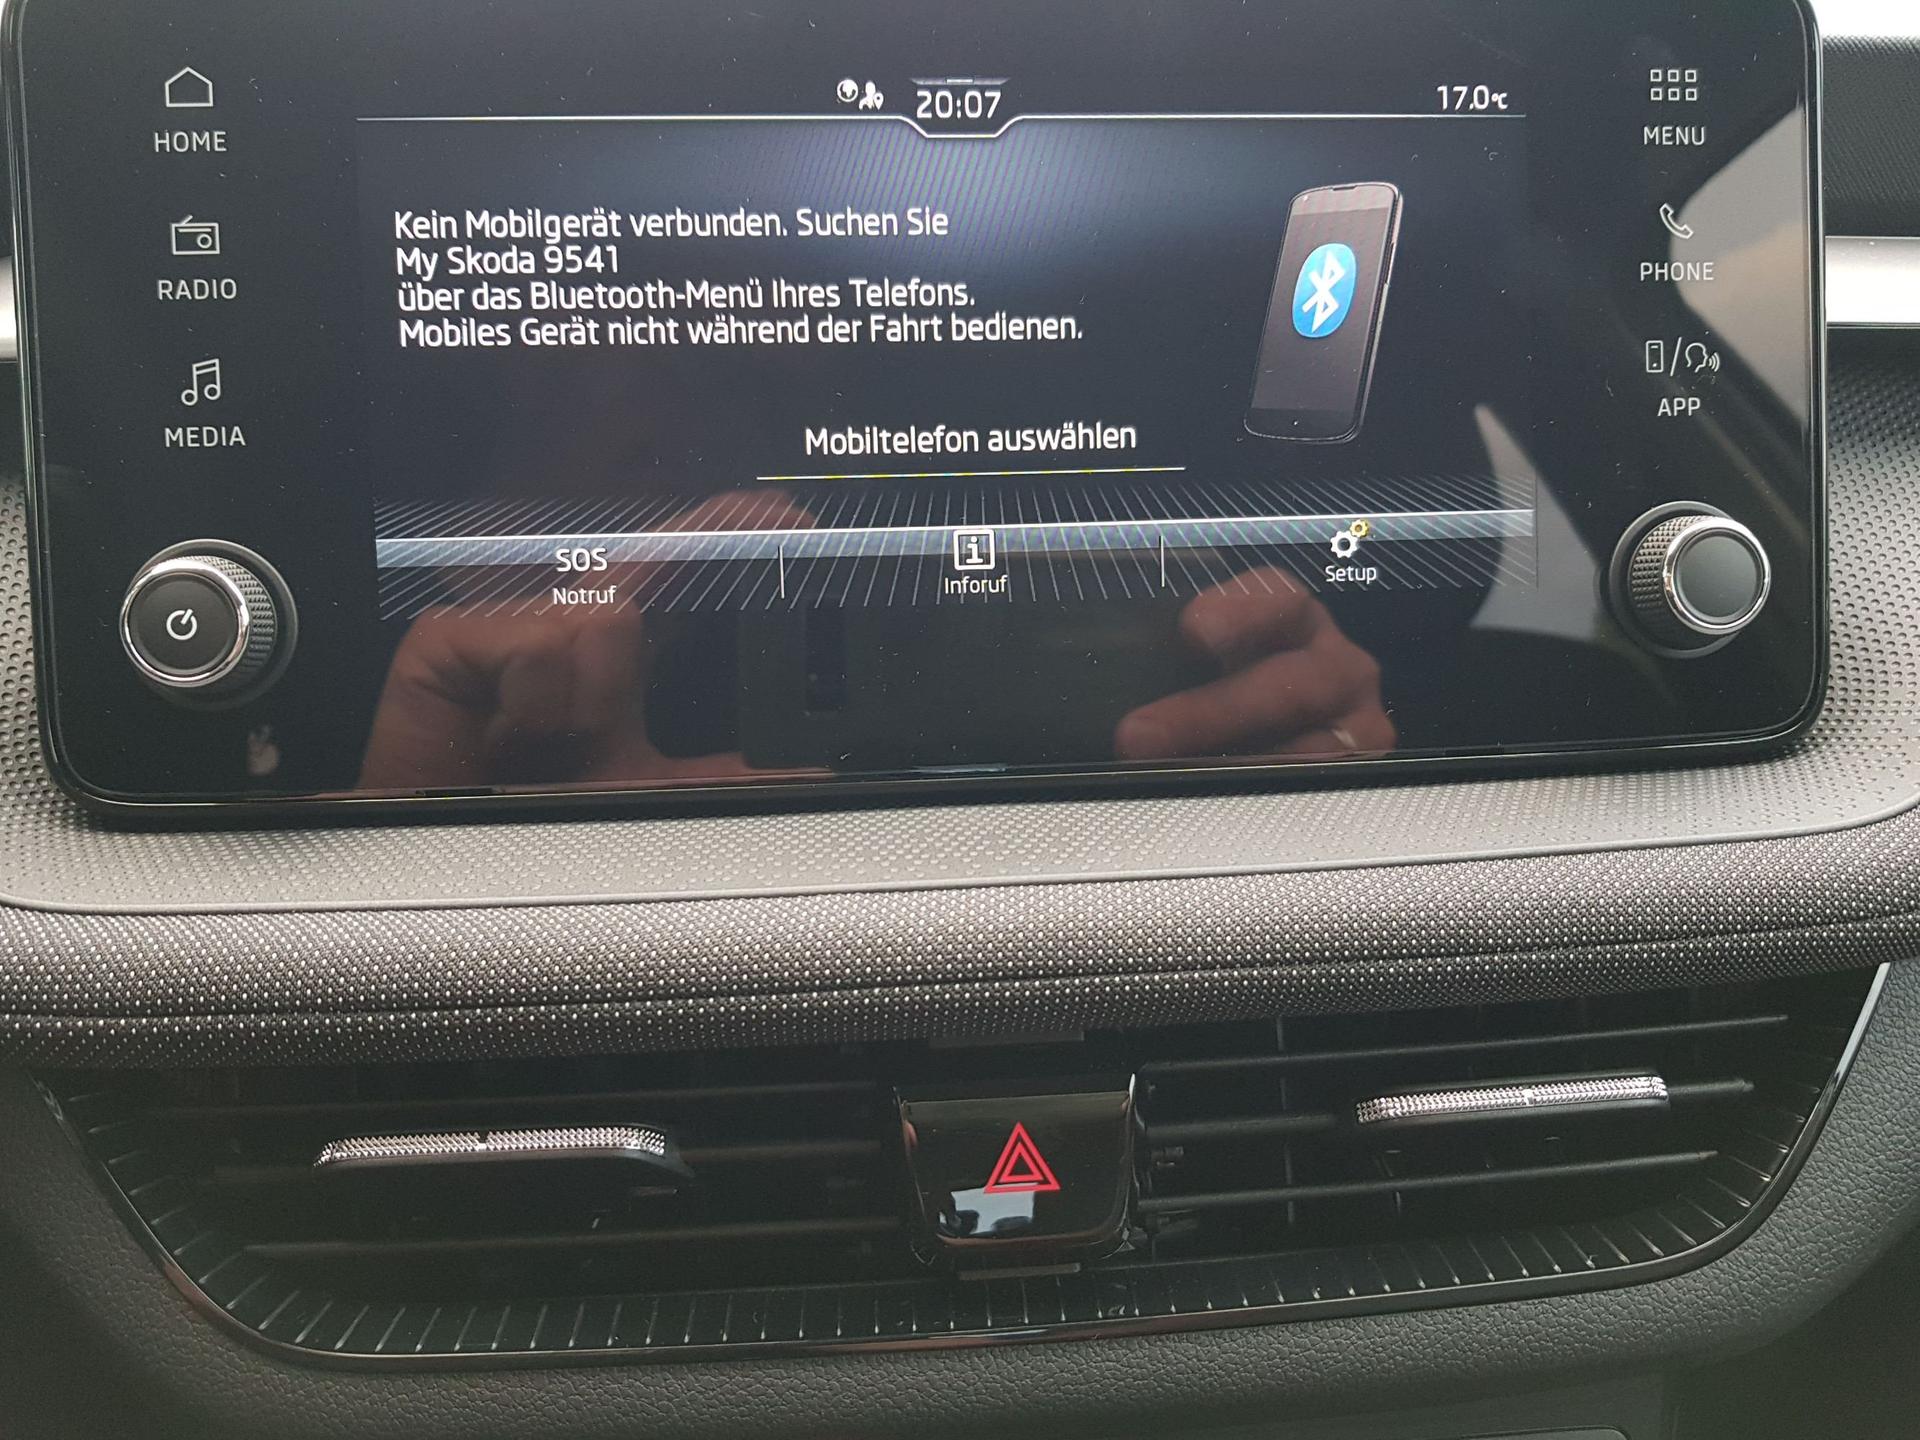 HOME
RADIO
MEDIA
20:07
17.0°C
Kein Mobilgerät verbunden. Suchen Sie
My Skoda 9541
über das Bluetooth-Menü Ihres Telefons.
Mobiles Gerät nicht während der Fahrt bedienen.
Mobiltelefon auswählen
SOS
Notruf
i
Inforuf
Setup
MENU
PHONE
APP